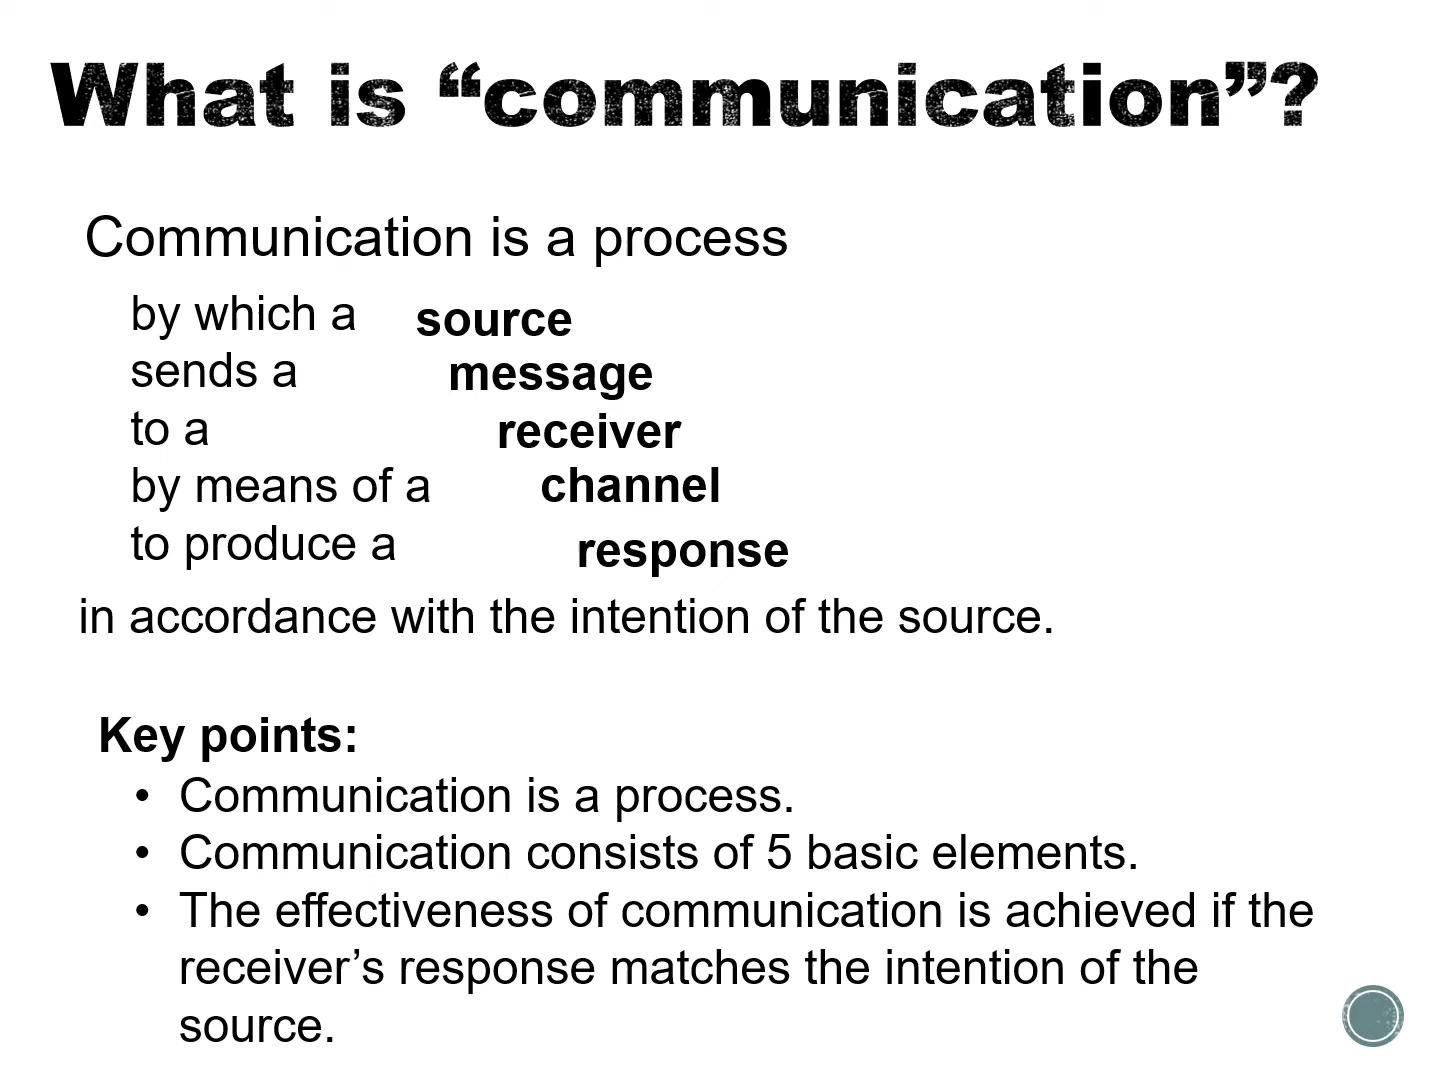 What is “communication”?
Communication is a process
by which a source
sends a message
to a receiver
by means of a channel
to produce a response
in accordance with the intention of the source.
Key points:
• Communication is a process.
• Communication consists of 5 basic elements.
• The effectiveness of communication is achieved if the
receiver’s response matches the intention of the
source.